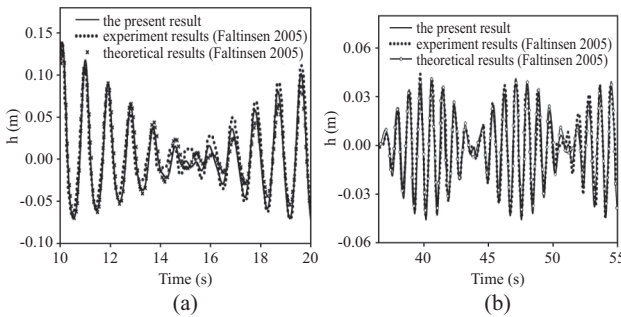 the present result
experiment results (Faltinsen 2005)
theoretical results (Faltinsen 2005)
0.15
0.10
0.05
0.00
-0.05
-0.10
h (m)
10 12 14 16 18 20
Time (s)
(a)
the present result
experiment results (Faltinsen 2005)
theoretical results (Faltinsen 2005)
0.06
0.03
0.00
-0.03
-0.06
h (m)
40 45 50 55
Time (s)
(b)